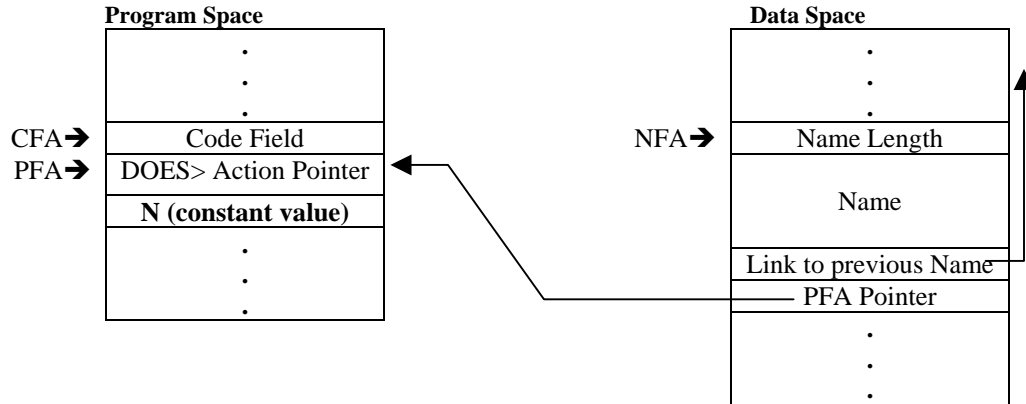 Program Space
.
.
.
CFA➔ Code Field
PFA➔ DOES> Action Pointer
N (constant value)
.
.
.
Data Space
.
.
.
NFA➔ Name Length
Name
Link to previous Name
PFA Pointer
.
.
.